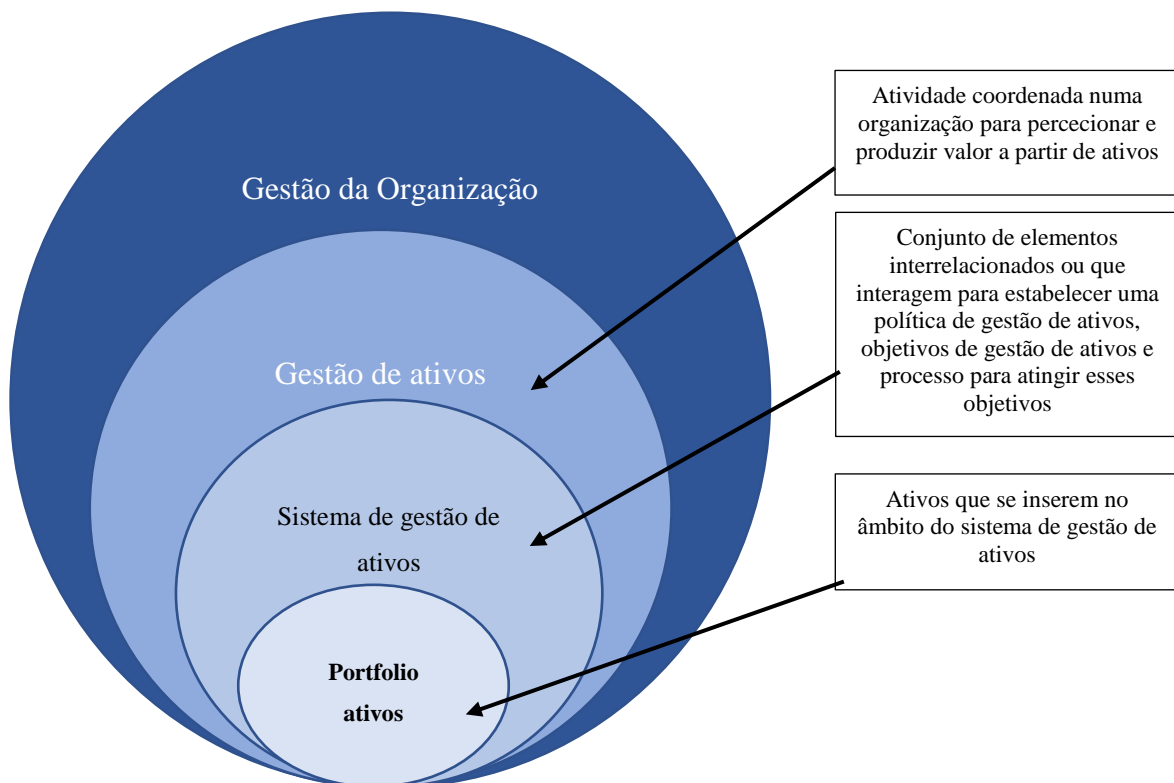 Gestão da Organização
Gestão de ativos
Sistema de gestão de
ativos
Portfolio
ativos
Atividade coordenada numa
organização para percecionar e
produzir valor a partir de ativos
Conjunto de elementos
interrelacionados ou que
interagem para estabelecer uma
política de gestão de ativos,
objetivos de gestão de ativos e
processo para atingir esses
objetivos
Ativos que se inserem no
âmbito do sistema de gestão de
ativos